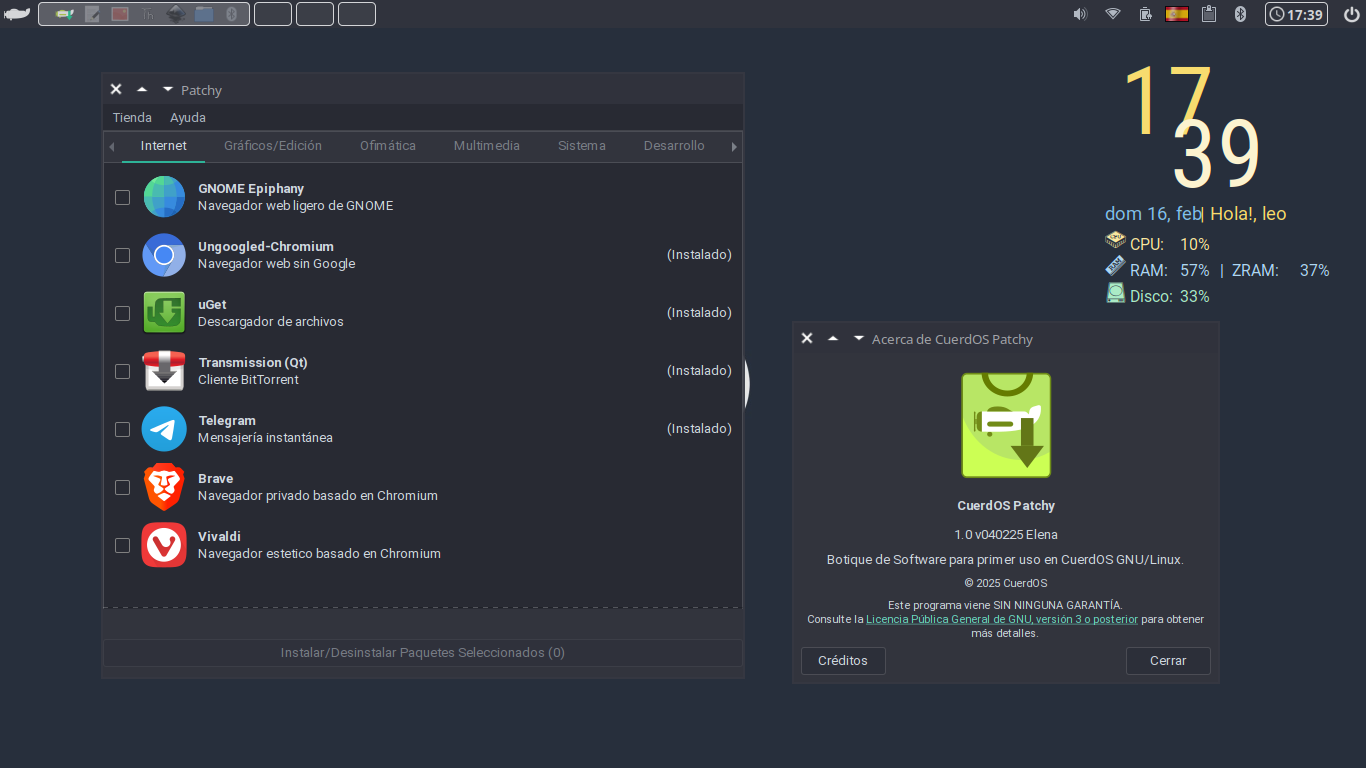 Th
17:39
Patchy
Tienda Ayuda
Internet Gráficos/Edición Ofimática Multimedia Sistema Desarrollo
GNOME Epiphany
Navegador web ligero de GNOME
Ungoogled-Chromium
Navegador web sin Google
(Instalado)
uGet
Descargador de archivos
(Instalado)
Transmission (Qt)
Cliente BitTorrent
(Instalado)
Telegram
Mensajería instantánea
(Instalado)
Brave
Navegador privado basado en Chromium
Vivaldi
Navegador estetico basado en Chromium
Instalar/Desinstalar Paquetes Seleccionados (0)
17
39
dom 16, feb| Hola!, leo
CPU: 10%
RAM: 57% | ZRAM: 37%
Disco: 33%
Acerca de CuerdOS Patchy
CuerdOS Patchy
1.0 v040225 Elena
Botique de Software para primer uso en CuerdOS GNU/Linux.
© 2025 CuerdOS
Este programa viene SIN NINGUNA GARANTÍA.
Consulte la Licencia Pública General de GNU, versión 3 o posterior para obtener
más detalles.
Créditos Cerrar